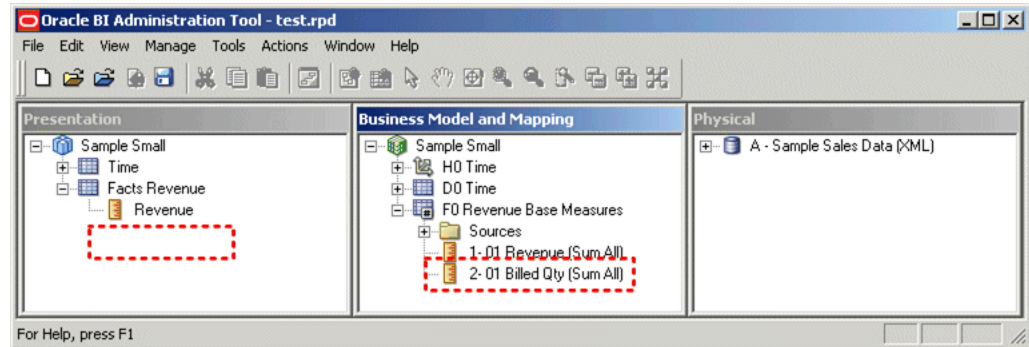 Oracle BI Administration Tool - test.rpd
File Edit View Manage Tools Actions Window Help
Presentation
Sample Small
Time
Facts Revenue
Revenue
Business Model and Mapping
Sample Small
H0 Time
D0 Time
F0 Revenue Base Measures
Sources
1- 01 Revenue (Sum All)
2- 01 Billed Qty (Sum All)
Physical
A - Sample Sales Data (XML)
For Help, press F1